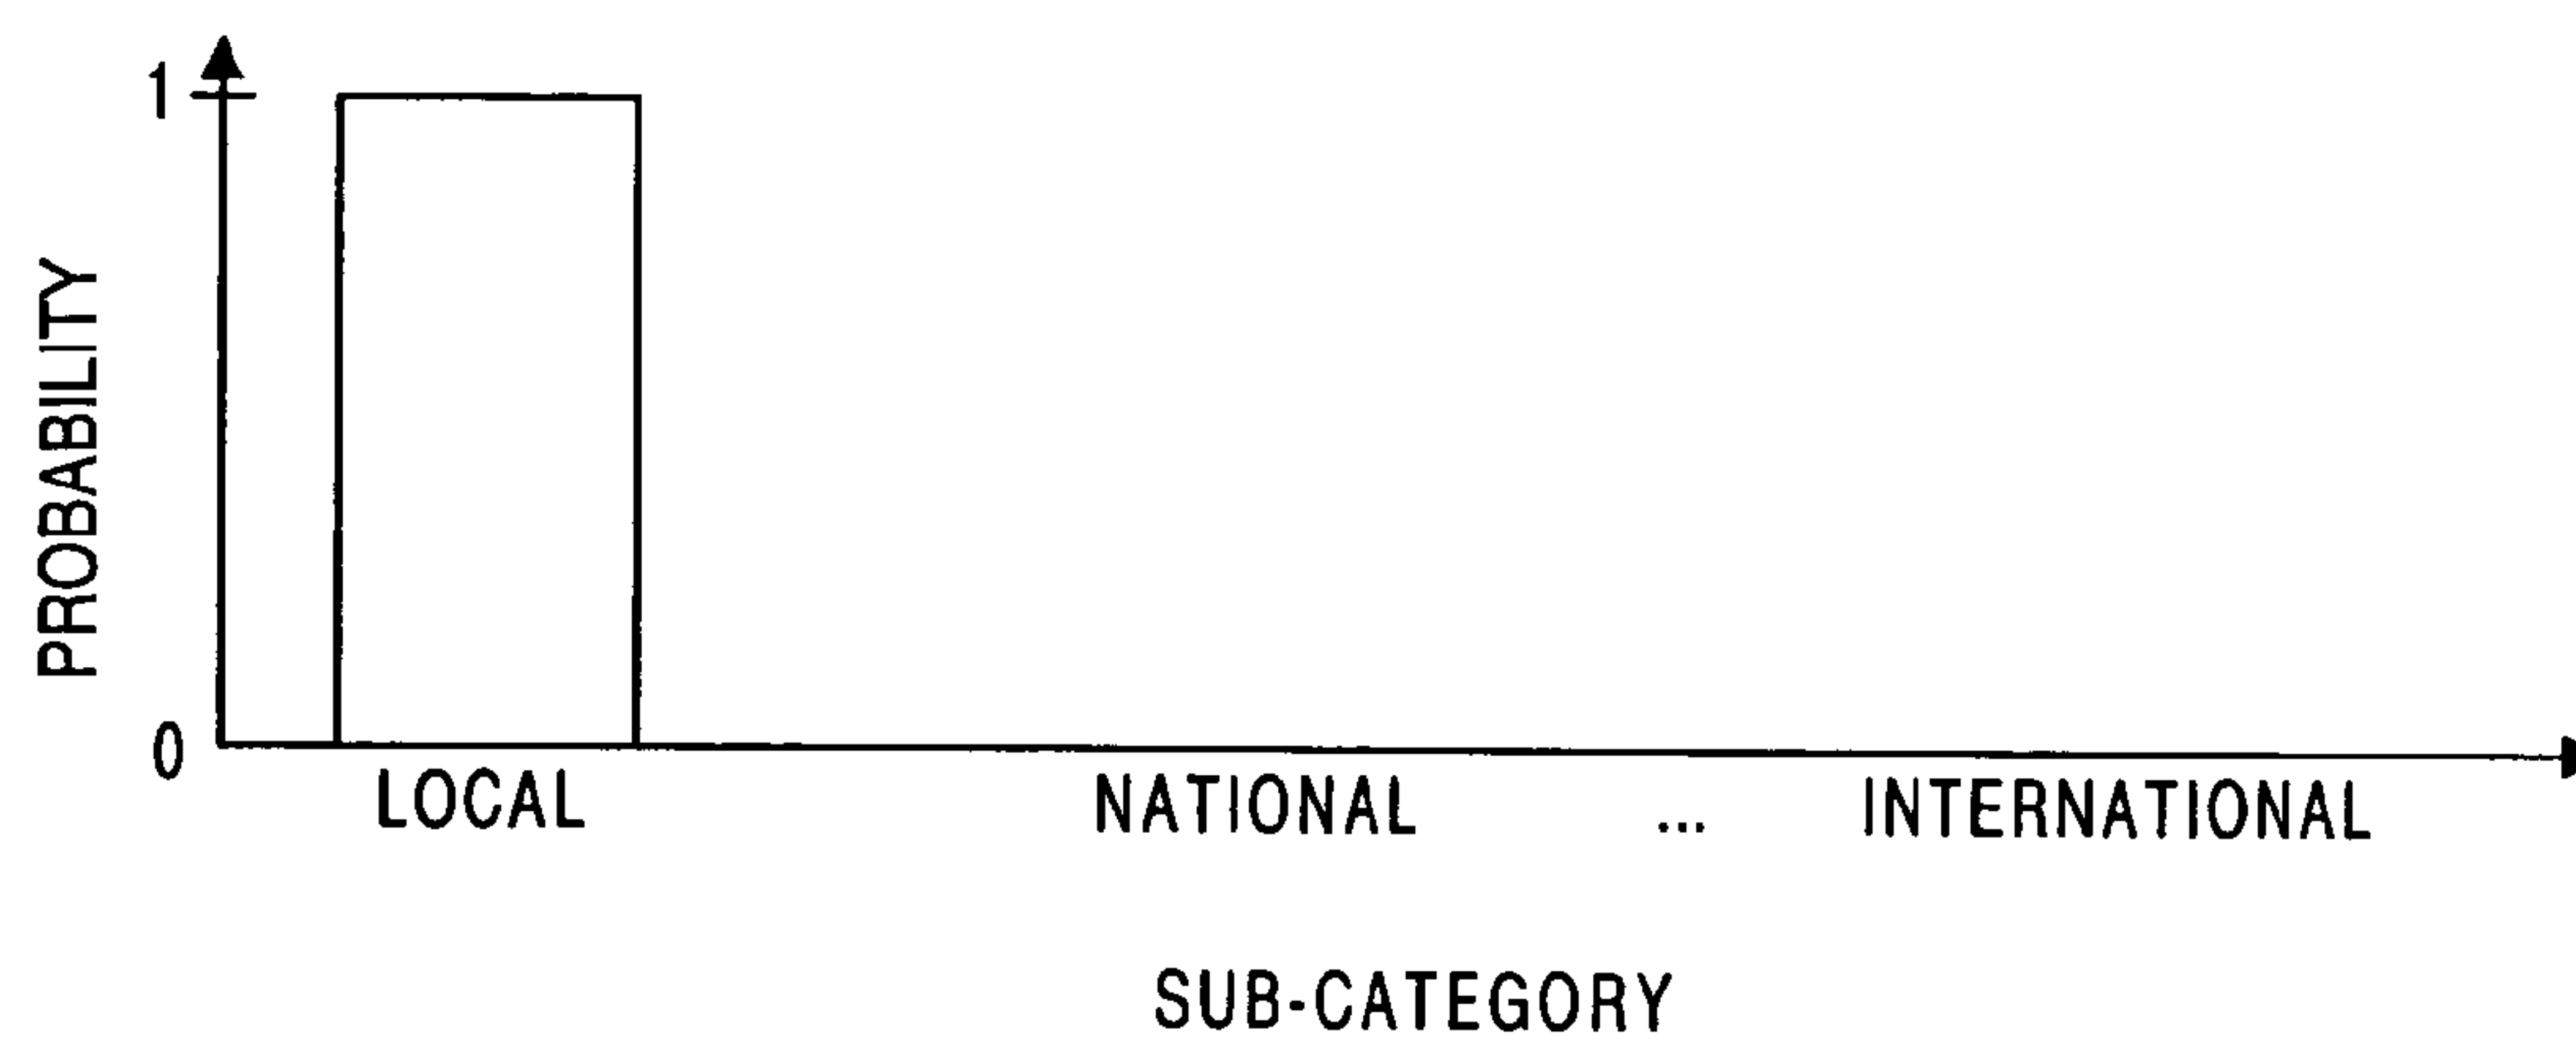 1
PROBABILITY
0
LOCAL NATIONAL ... INTERNATIONAL
SUB-CATEGORY